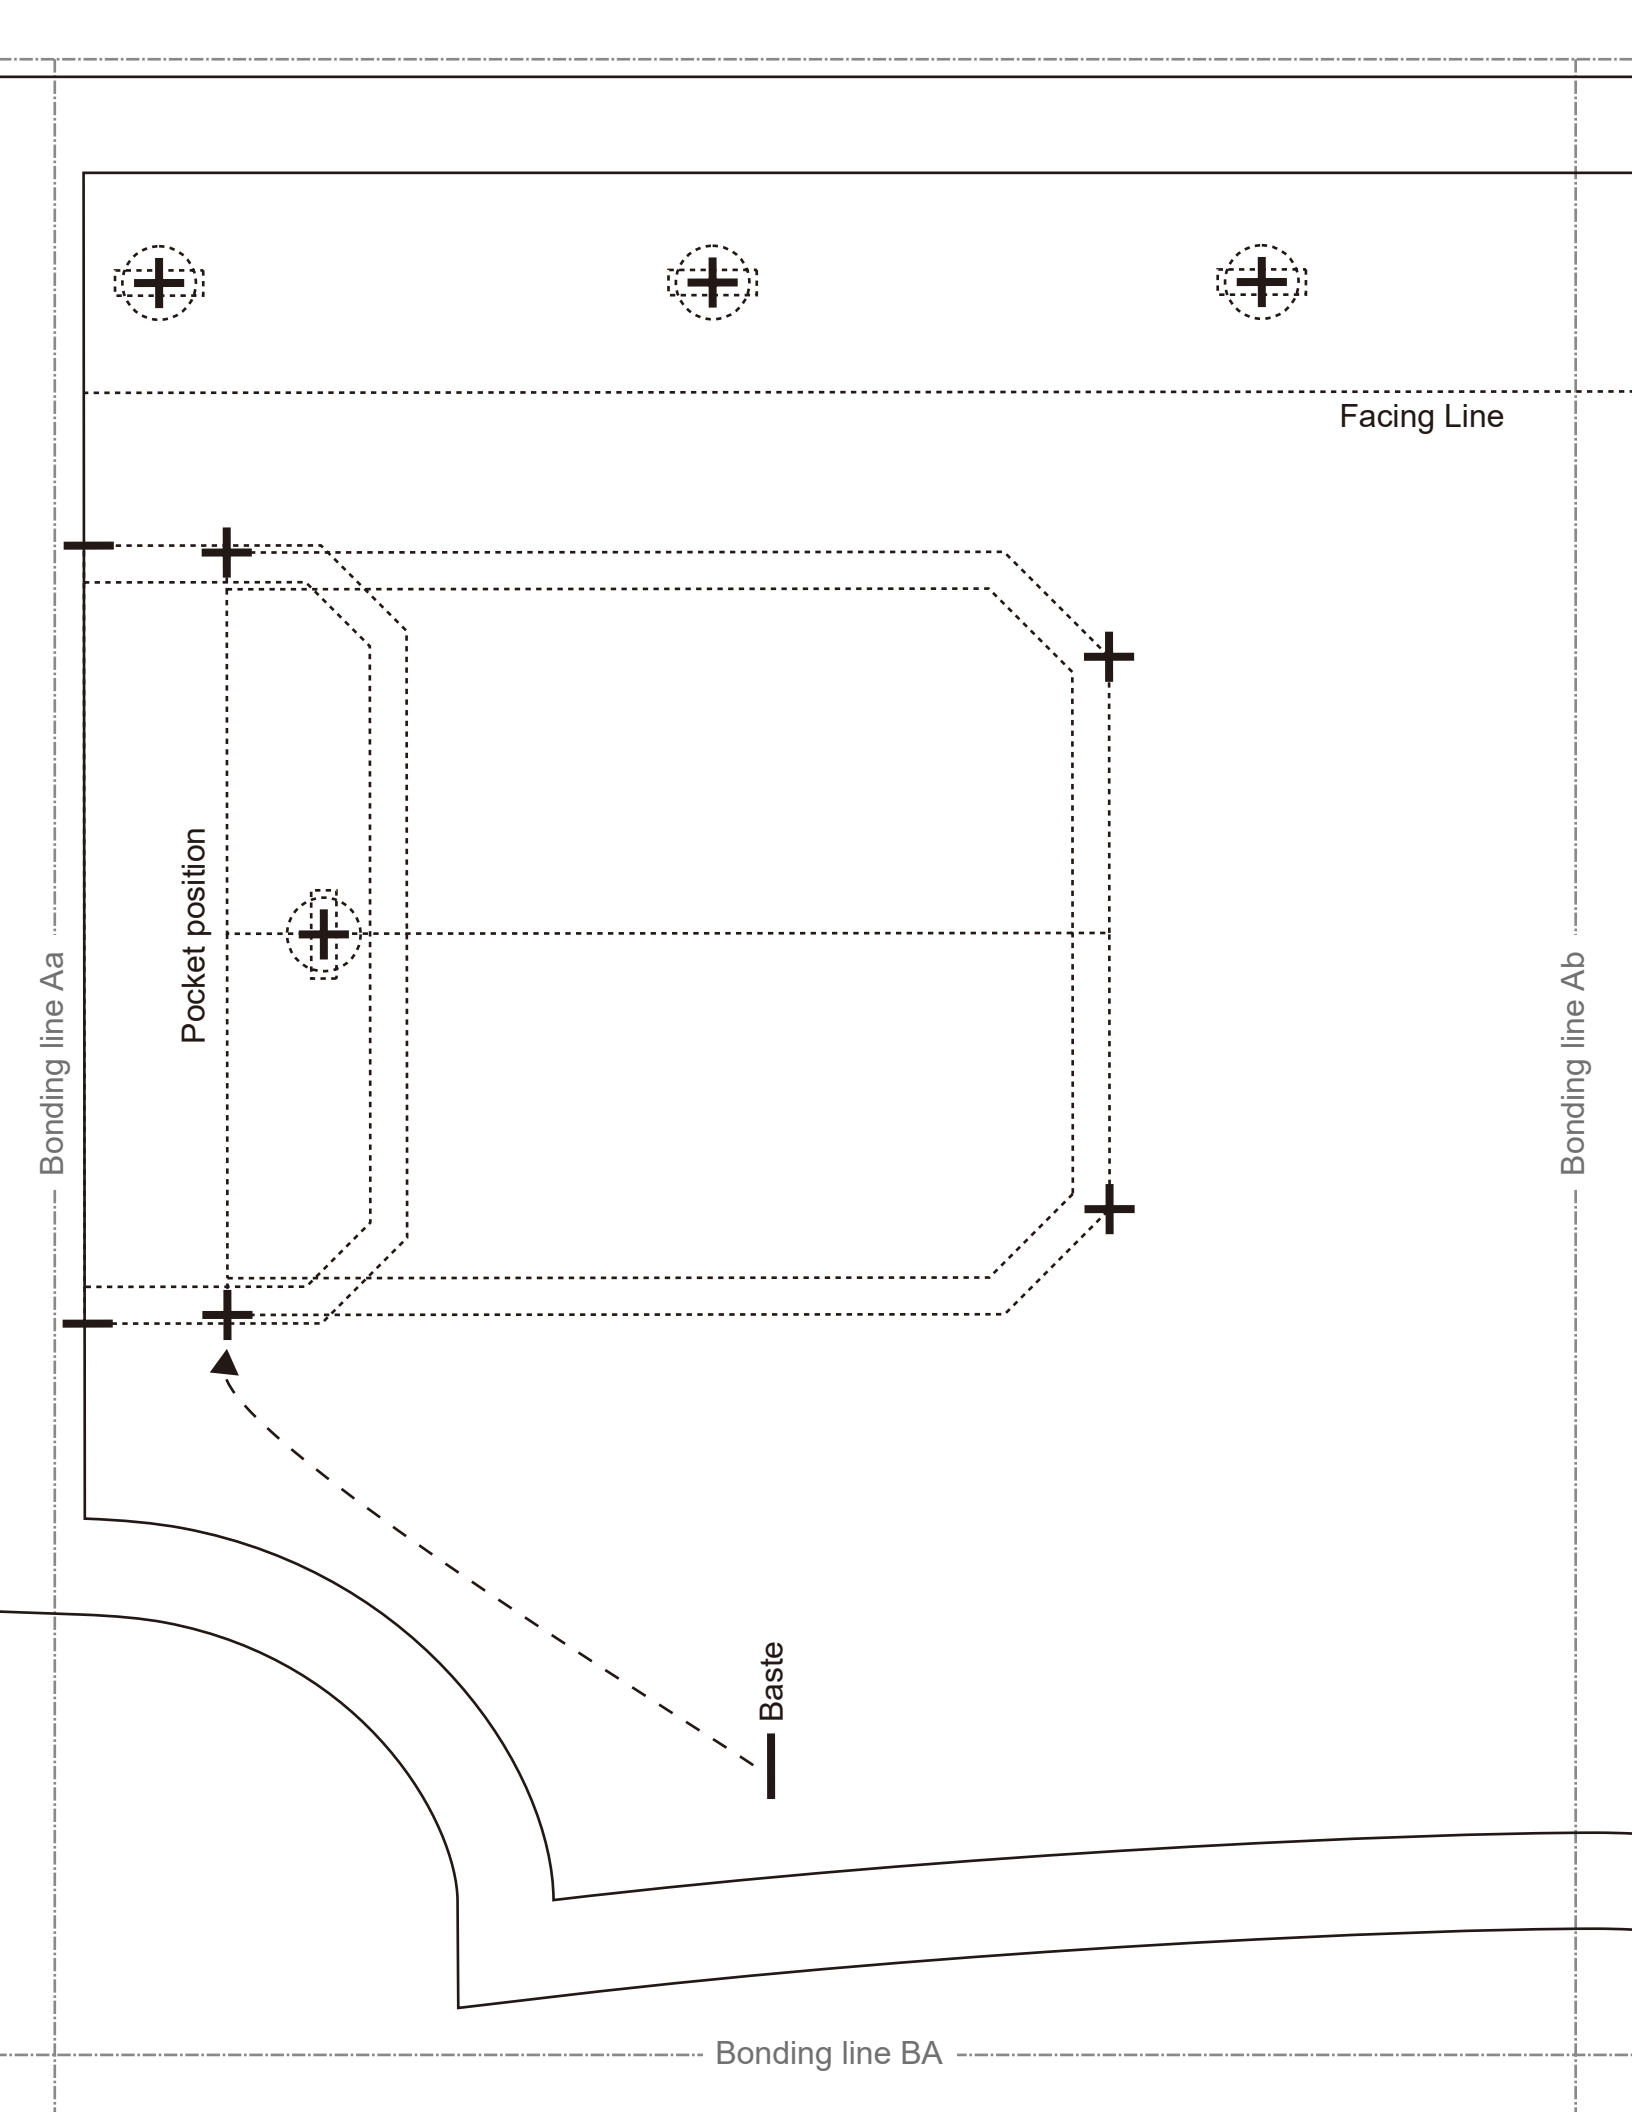 Facing Line
Pocket position
Bonding line Aa
Bonding line Ab
Baste
Bonding line BA